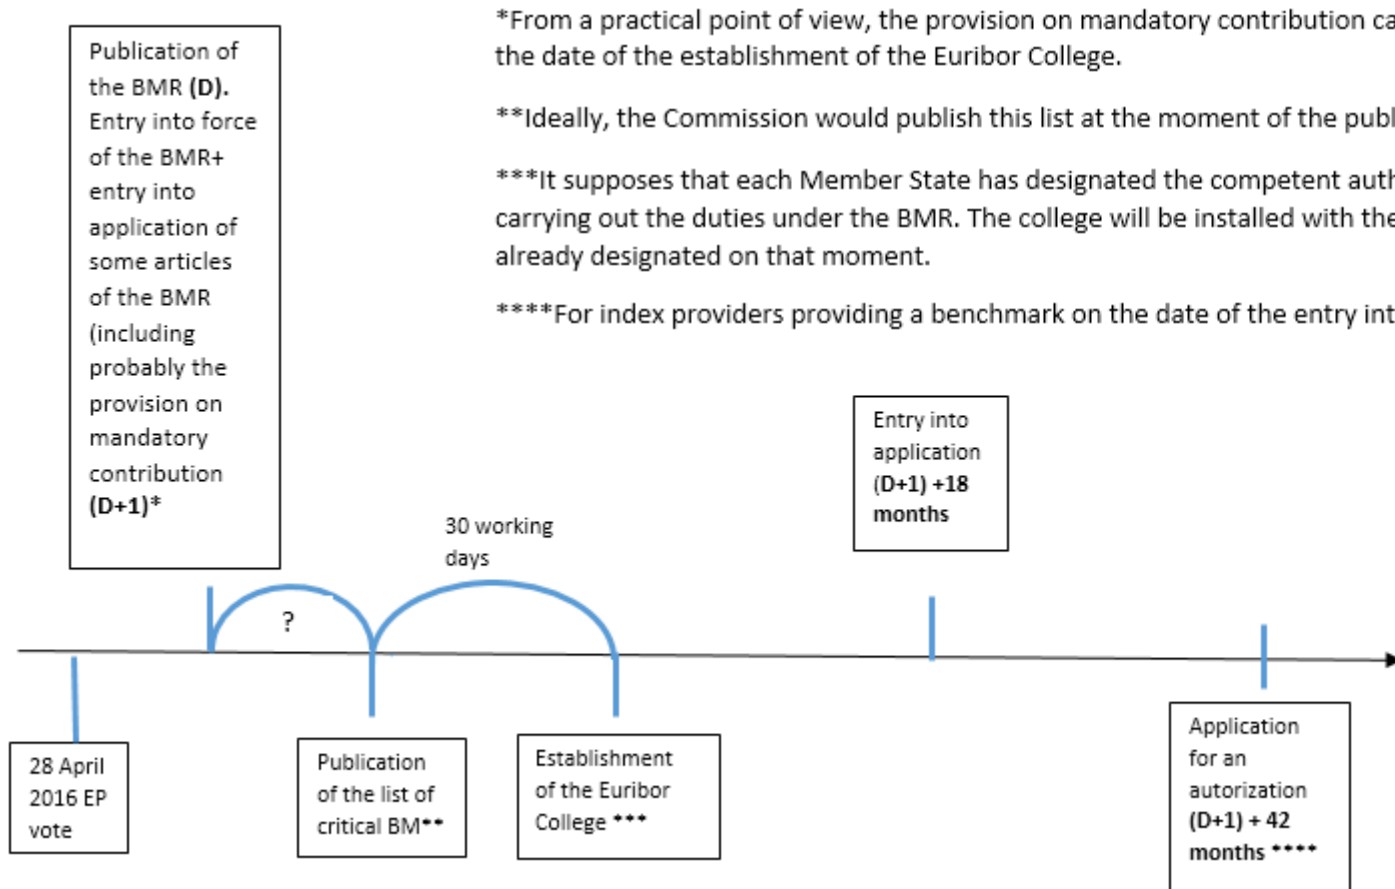 Publication of
the BMR (D).
Entry into force
of the BMR+
entry into
application of
some articles
of the BMR
(including
probably the
provision on
mandatory
contribution
(D+1)*
*From a practical point of view, the provision on mandatory contribution
the date of the establishment of the Euribor College.
**Ideally, the Commission would publish this list at the moment of the
***It supposes that each Member State has designated the competent
carrying out the duties under the BMR. The college will be installed with
already designated on that moment.
****For index providers providing a benchmark on the date of the entry
Entry into
application
(D+1) +18
months
30 working
days
?
28 April
2016 EP
vote
Publication
of the list of
critical BM**
Establishment
of the Euribor
College ***
Application
for an
autorization
(D+1) + 42
months ****